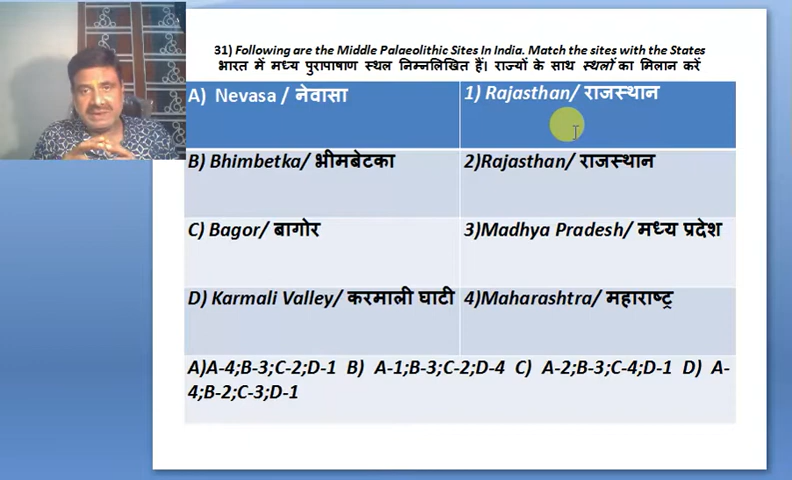 31) Following are the Middle Palaeolithic Sites In India. Match the sites with the States
भारत में मध्य पुरापाषाण स्थल निम्नलिखित हैं। राज्यों के साथ स्थलों का मिलान करें
A) Nevasa / नेवासा
1) Rajasthan/ राजस्थान
B) Bhimbetka/ भीमबेटका
2)Rajasthan/ राजस्थान
C) Bagor/ बागोर
3)Madhya Pradesh/ मध्य प्रदेश
D) Karmali Valley/ करमाली घाटी
4)Maharashtra/ महाराष्ट्र
A)A-4;B-3;C-2;D-1 B) A-1;B-3;C-2;D-4 C) A-2;B-3;C-4;D-1 D) A-
4;B-2;C-3;D-1